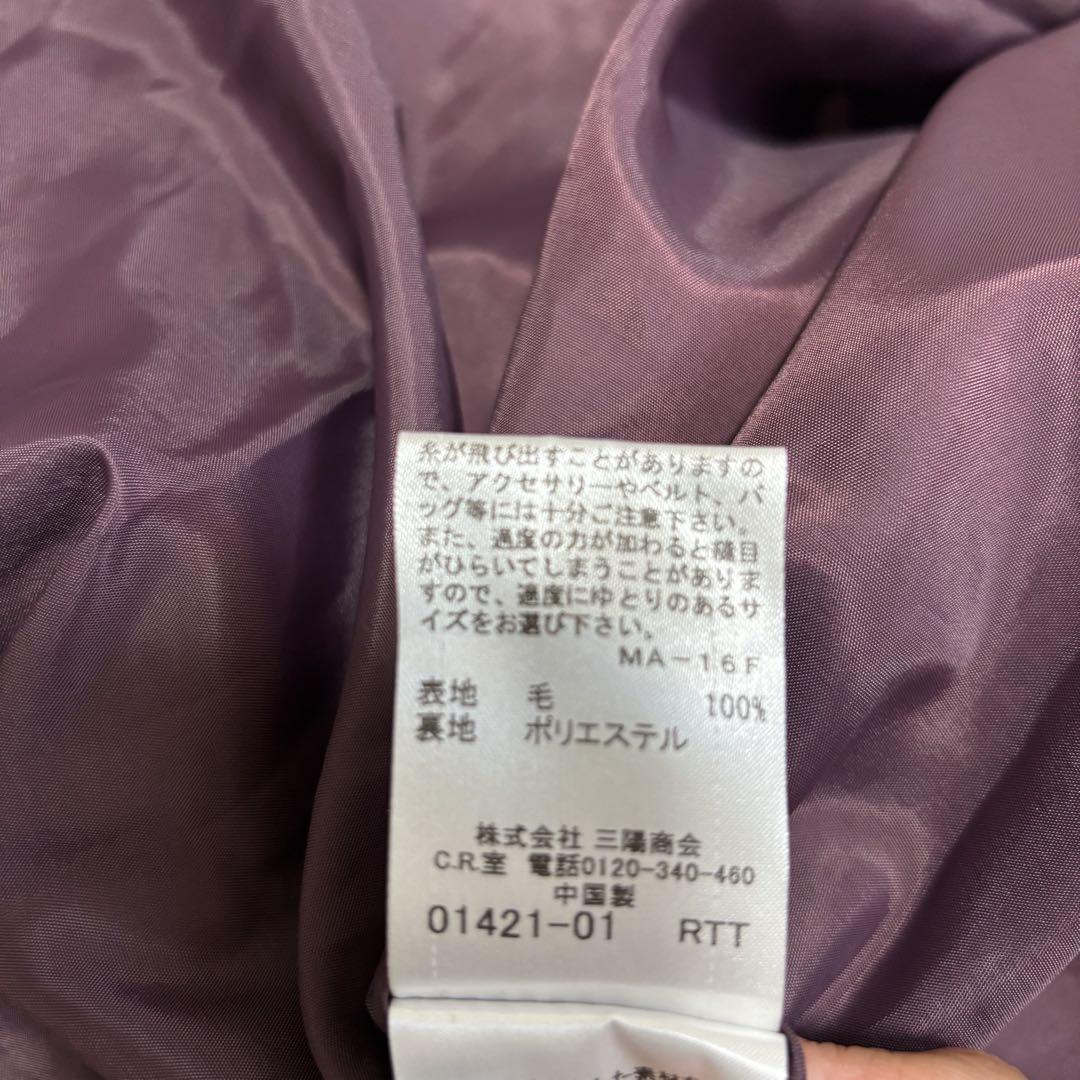 糸が飛び出すことがありますの
で、アクセサリーやベルト、バ
ッグ等には十分ご注意下さい。
また、過度の力が加わると縫目
がひらいてしまうことがありま
すので、適度にゆとりのあるサ
イズをお選び下さい。
MA-16F
表地 毛 100%
裏地 ポリエステル
株式会社 三陽商会
C.R.室 電話0120-340-460
中国製
01421-01 RTT